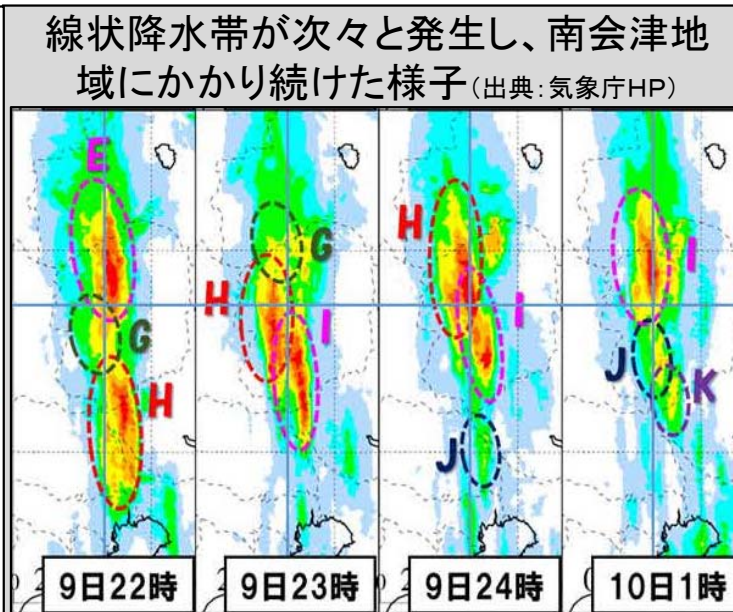 線状降水帯が次々と発生し、南会津地
域にかかり続けた様子(出典:気象庁HP)
E
G
H
9日22時
G
H
I
9日23時
H
I
J
9日24時
I
J
K
10日1時